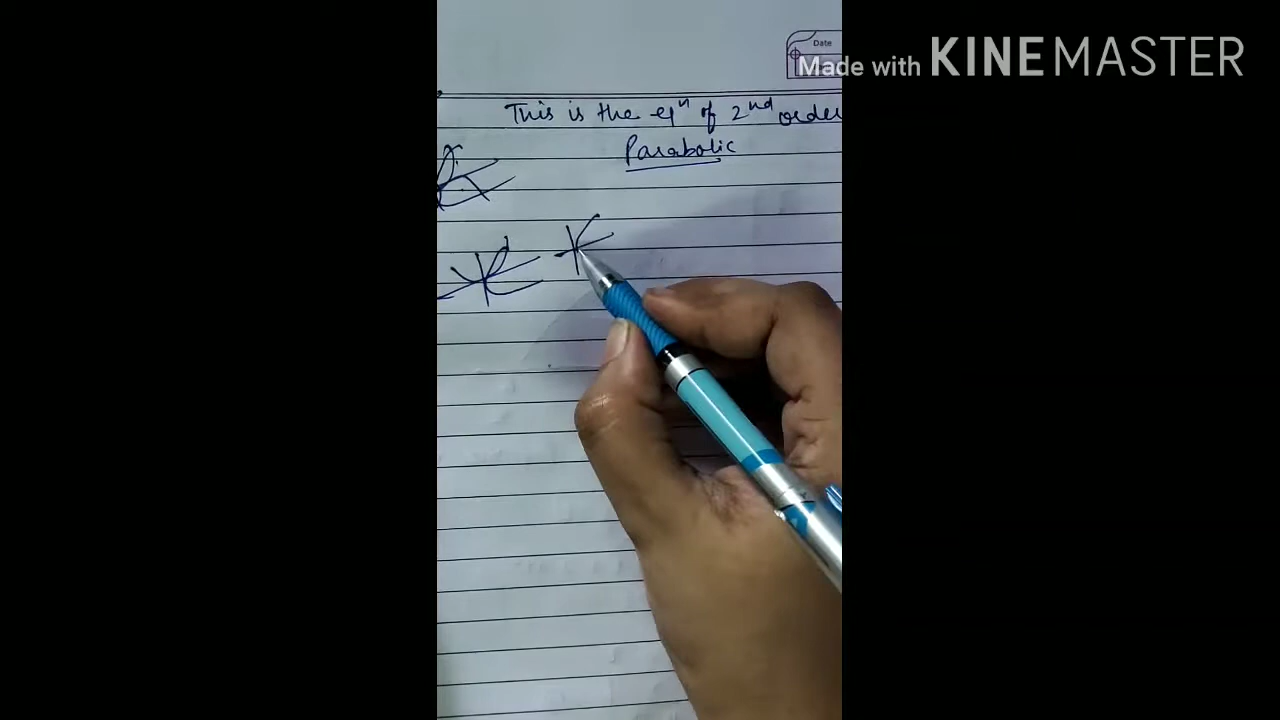 Date
Made with KINEMASTER
This is the eqⁿ of 2nd order
Parabolic